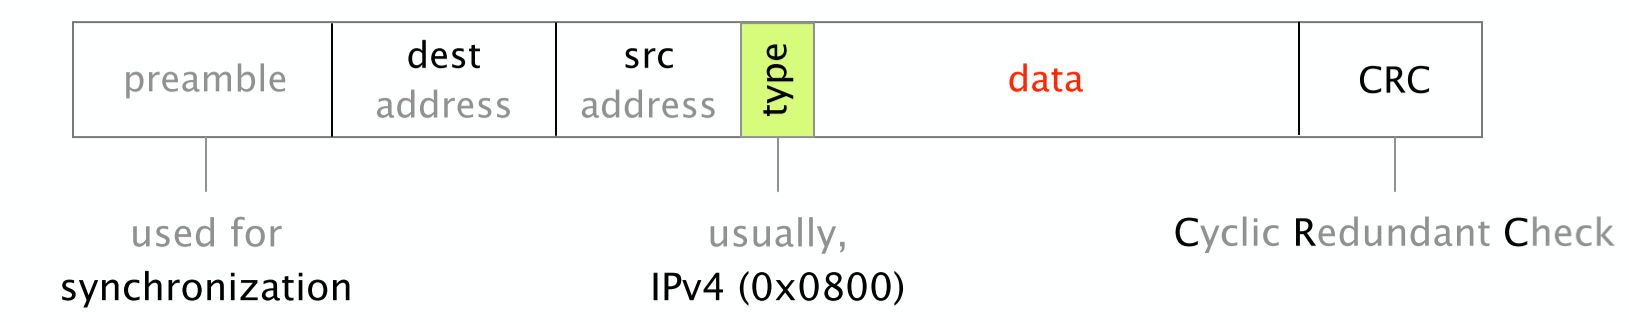 preamble
dest
address
src
address
type
data
CRC
used for
synchronization
usually,
IPv4 (0x0800)
Cyclic Redundant Check